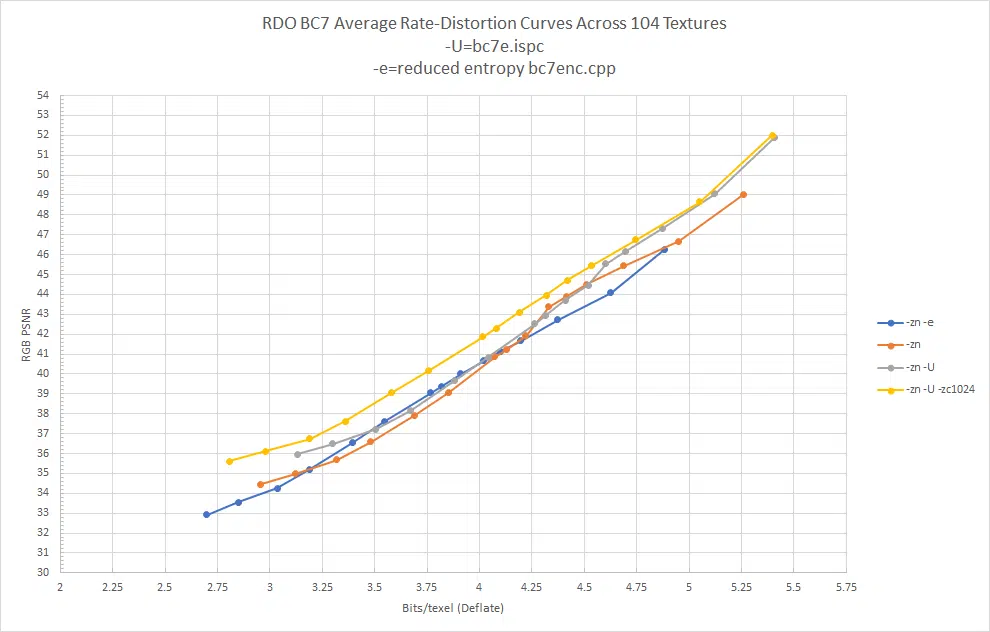 RDO BC7 Average Rate-Distortion Curves Across 104 Textures
-U=bc7e.ispc
-e=reduced entropy bc7enc.cpp
54
53
52
51
50
49
48
47
46
45
44
43
42
41
40
39
38
37
36
35
34
33
32
31
30
RGB PSNR
2 2.25 2.5 2.75 3 3.25 3.5 3.75 4 4.25 4.5 4.75 5 5.25 5.5 5.75
Bits/texel (Deflate)
-zn -e
-zn
-zn -U
-zn -U -zc1024